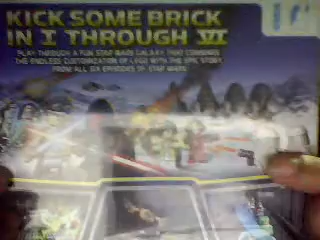 KICK SOME BRICK
IN I THROUGH VI
PLAY THROUGH A FUN STAR WARS GALAXY THAT COMBINES
THE ENDLESS CUSTOMIZATION OF LEGO WITH THE EPIC STORY
FROM ALL SIX EPISODES OF STAR WARS